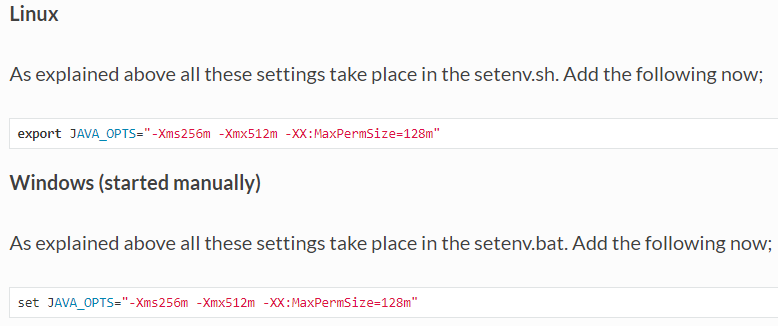 Linux
As explained above all these settings take place in the setenv.sh. Add the following now;
export JAVA_OPTS="-Xms256m -Xmx512m -XX:MaxPermSize=128m"
Windows (started manually)
As explained above all these settings take place in the setenv.bat. Add the following now;
set JAVA_OPTS="-Xms256m -Xmx512m -XX:MaxPermSize=128m"